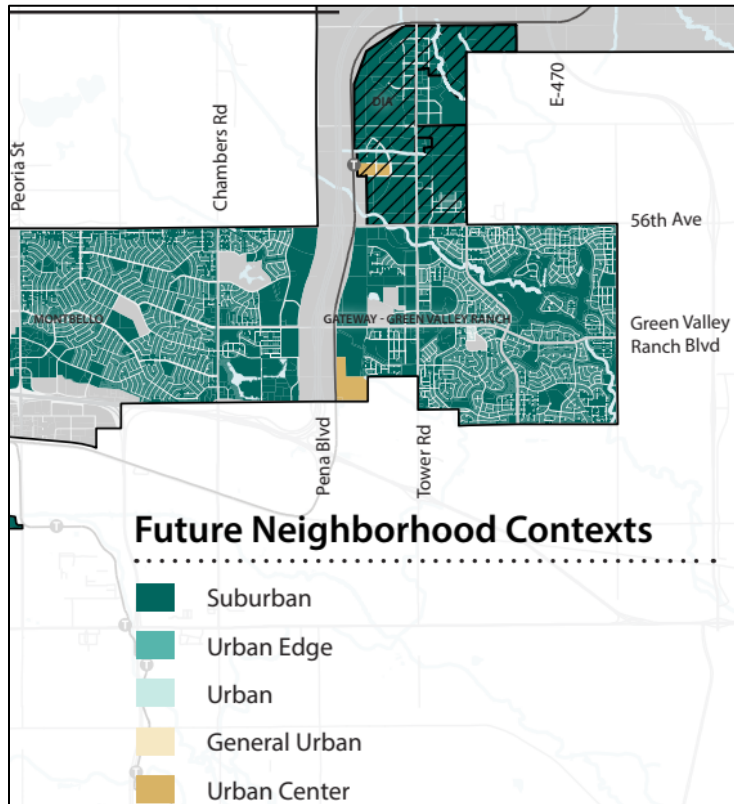 E-470
DIA
Chambers Rd
Peoria St
T
56th Ave
MONTBELLO
GATEWAY - GREEN VALLEY RANCH
Green Valley
Ranch Blvd
Pena Blvd
Tower Rd
Future Neighborhood Contexts
T
Suburban
T
Urban Edge
T
Urban
General Urban
T
Urban Center